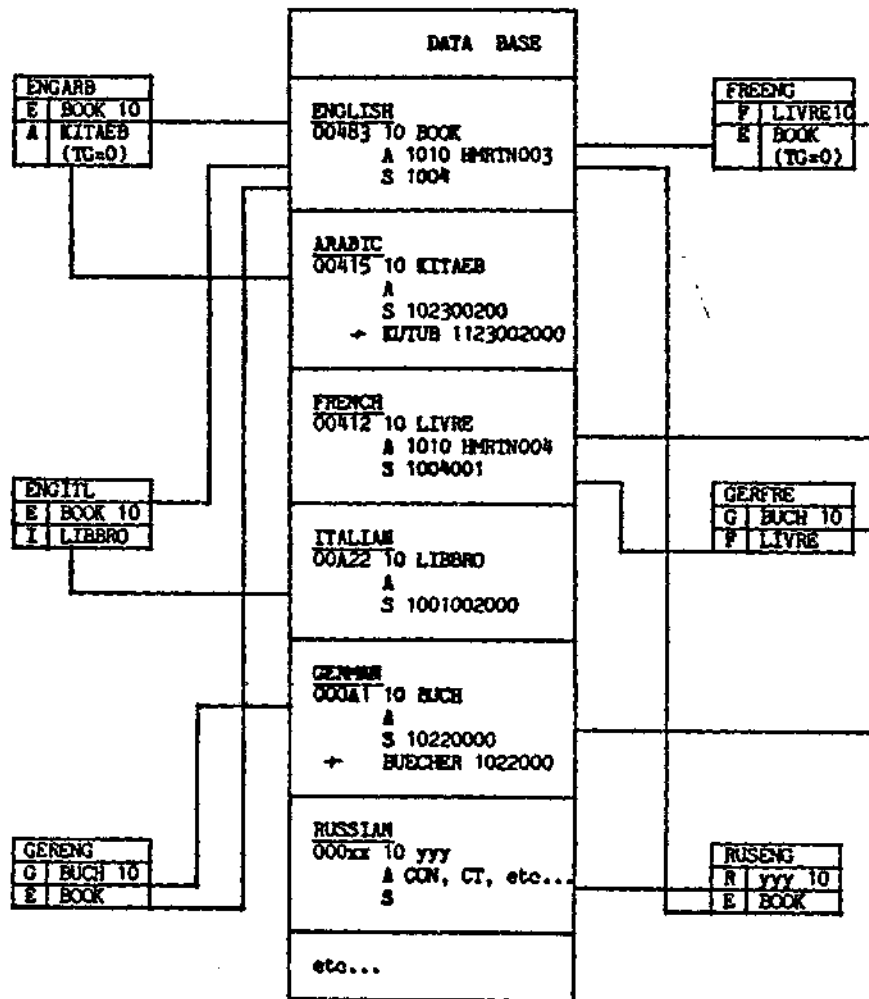 DATA BASE
ENGARB
E BOOK 10
A KITAEB
(TG=0)
ENGLISH
00483 10 BOOK
A 1010 HMRTN003
S 1004
FREENG
F LIVRE10
E BOOK
(TG=0)
ARABIC
00415 10 KITAEB
A
S 102300200
+ KUTUB 1123002000
FRENCH
00412 10 LIVRE
A 1010 HMRTN004
S 1004001
ENGITL
E BOOK 10
I LIBBRO
GERFRE
G BUCH 10
F LIVRE
ITALIAN
00A22 10 LIBBRO
A
S 1001002000
GERMAN
000A1 10 BUCH
A
S 10220000
+ BUECHER 1022000
GERENG
G BUCH 10
E BOOK
RUSSIAN
000xx 10 yyy
A CON, CT, etc...
S
RUSENG
R yyy 10
E BOOK
etc...